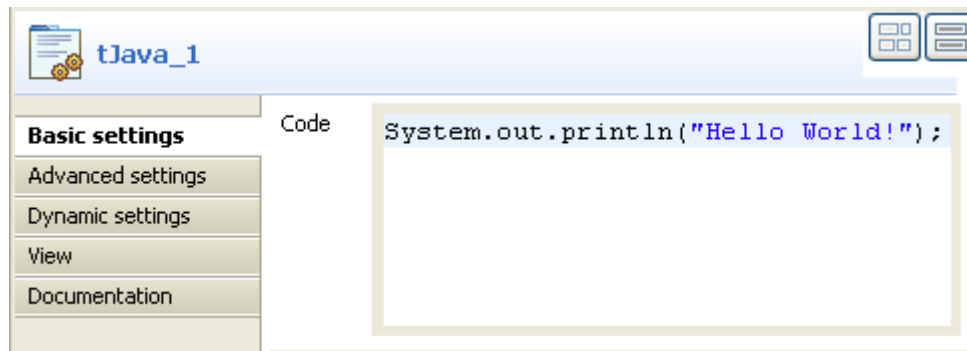 tJava_1
Basic settings
Code
System.out.println("Hello World!");
Advanced settings
Dynamic settings
View
Documentation